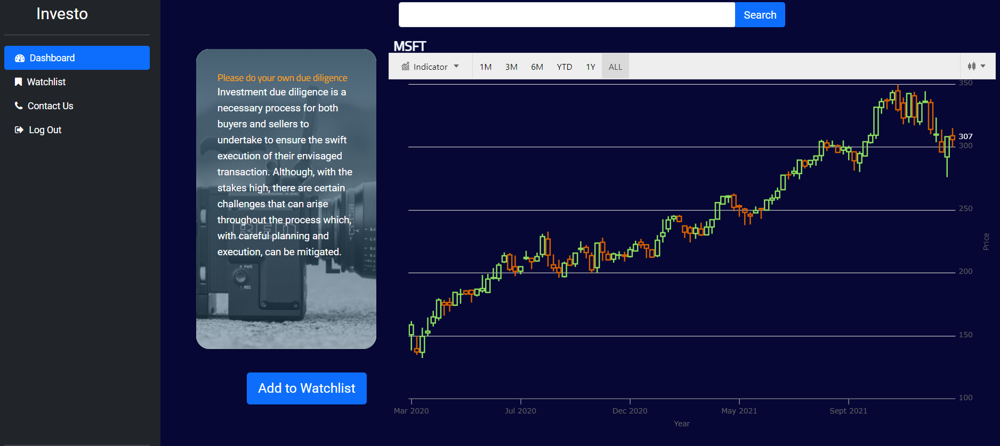 Investo
Dashboard
Watchlist
Contact Us
Log Out
Search
Please do your own due diligence
Investment due diligence is a
necessary process for both
buyers and sellers to
undertake to ensure the swift
execution of their envisaged
transaction. Although, with the
stakes high, there are certain
challenges that can arise
throughout the process which,
with careful planning and
execution, can be mitigated.
PWR
REC
Add to Watchlist
MSFT
Indicator 1M 3M 6M YTD 1Y ALL
350
307
300
250
200
150
100
Price
Mar 2020 Jul 2020 Dec 2020 May 2021 Sept 2021
Year